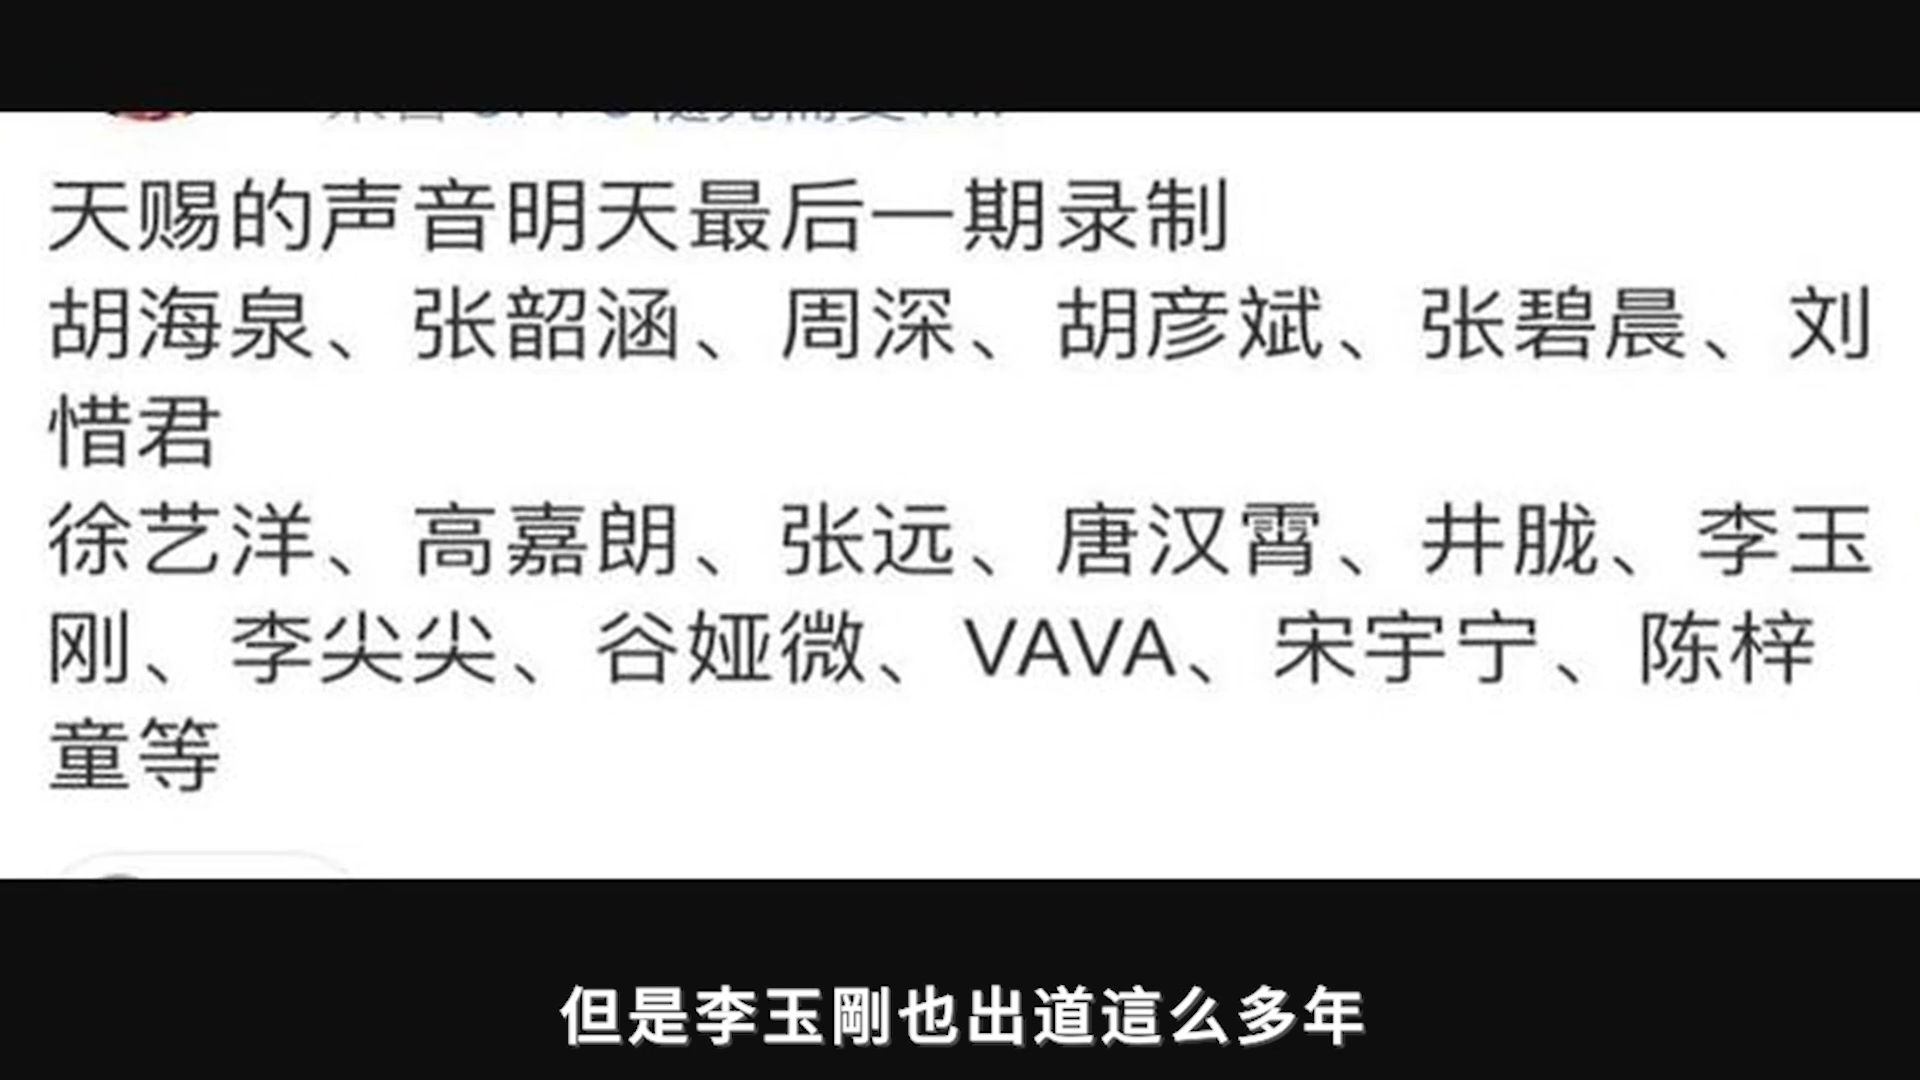 天赐的声音明天最后一期录制
胡海泉、张韶涵、周深、胡彦斌、张碧晨、刘
惜君
徐艺洋、高嘉朗、张远、唐汉霄、井胧、李玉
刚、李尖尖、谷娅微、VAVA、宋宇宁、陈梓
童等
但是李玉剛也出道這么多年